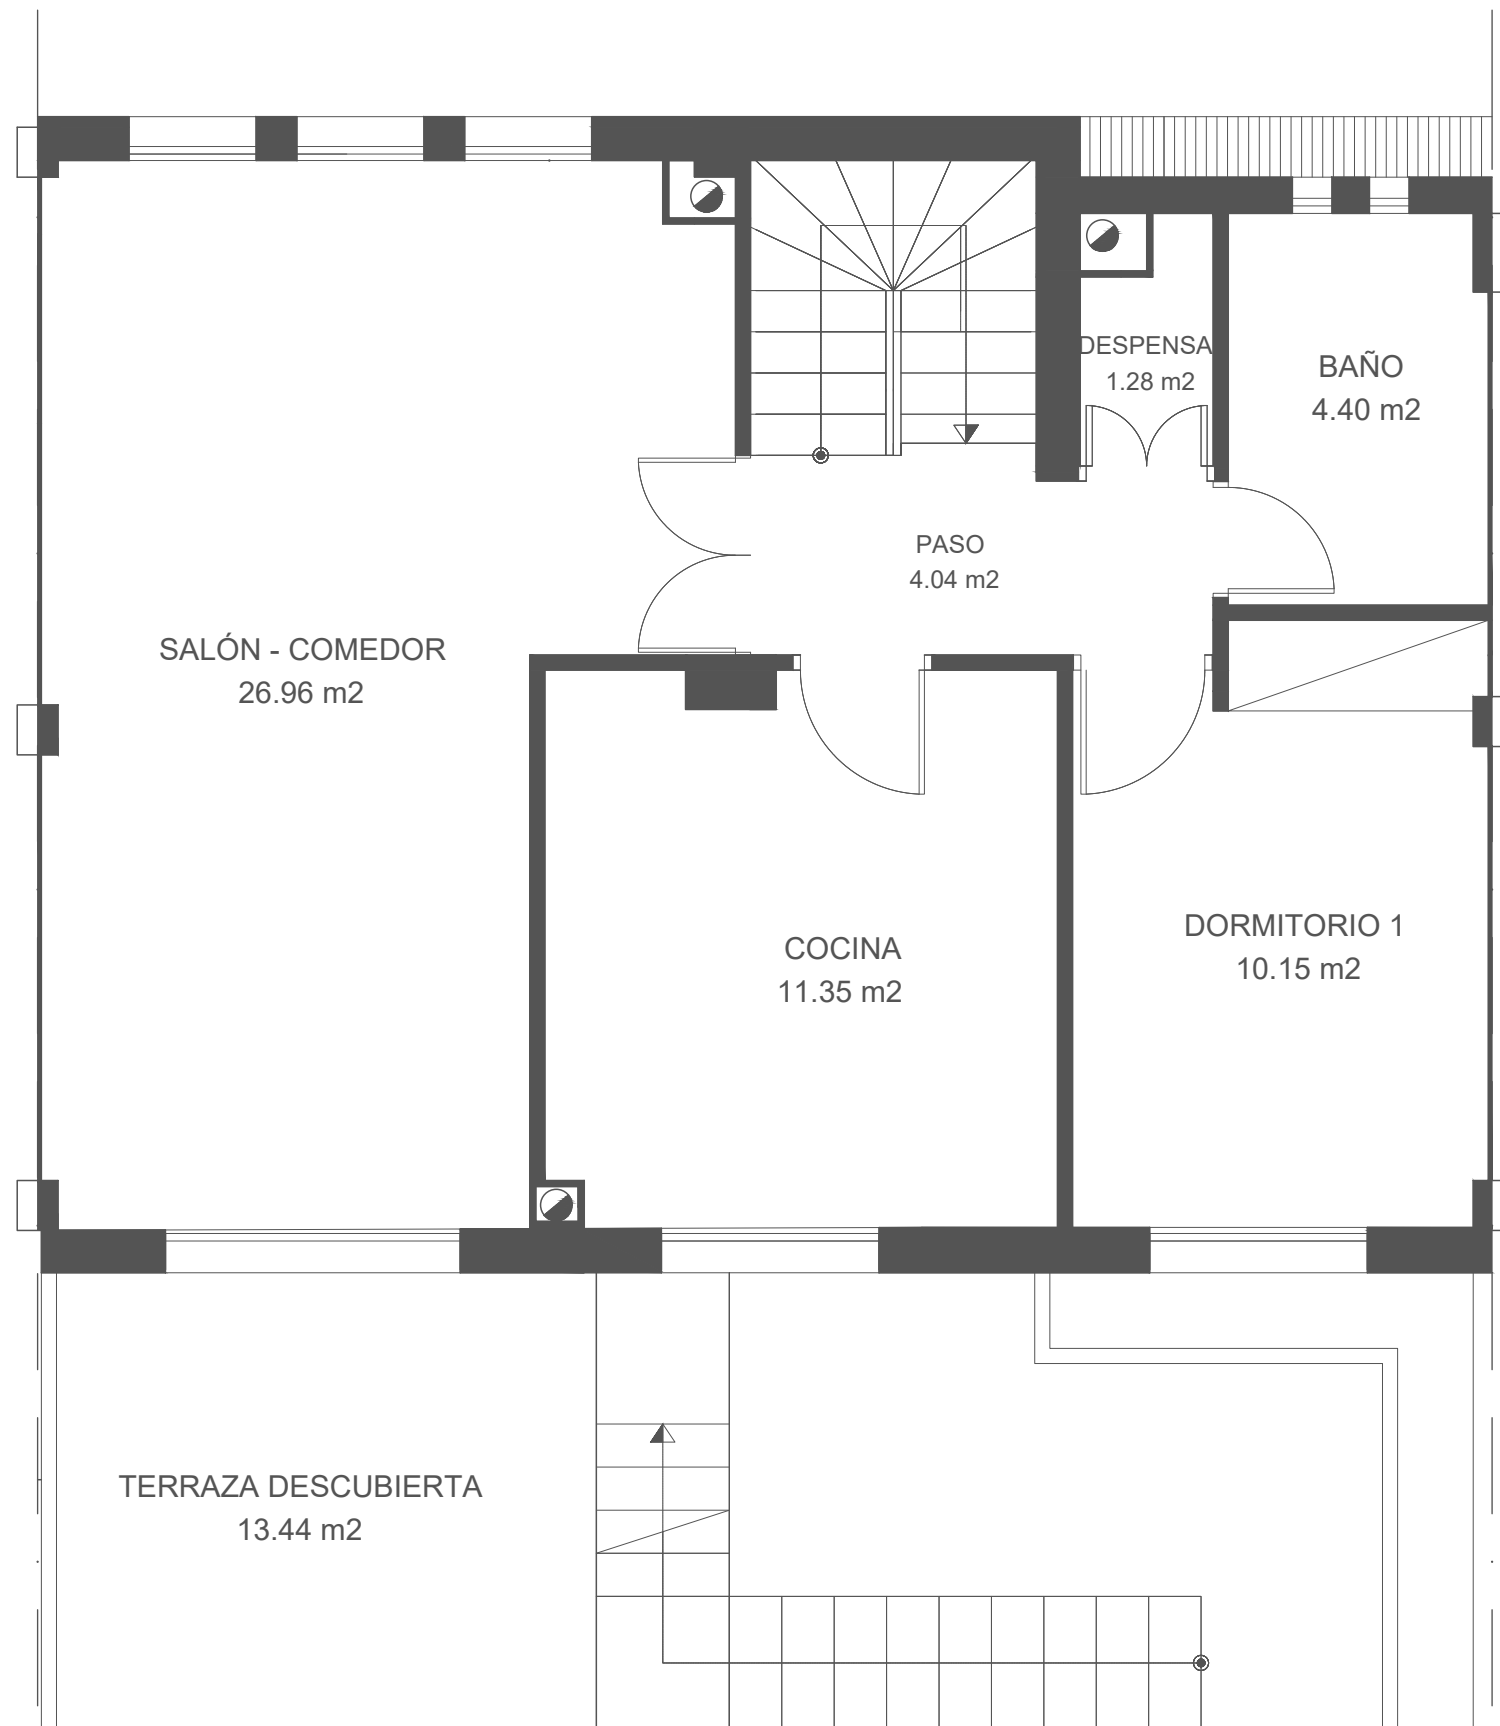 DESPENSA
1.28 m2
BAÑO
4.40 m2
PASO
4.04 m2
SALÓN - COMEDOR
26.96 m2
COCINA
11.35 m2
DORMITORIO 1
10.15 m2
TERRAZA DESCUBIERTA
13.44 m2